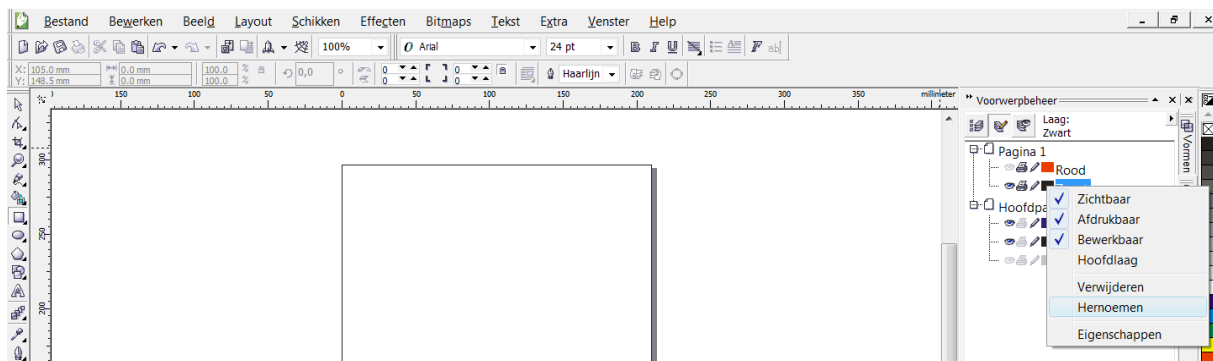 Bestand Bewerken Beeld Layout Schikken Effecten Bitmaps Tekst Extra Venster Help
100% O Arial 24 pt B I U F ab
X: 105.0 mm 0.0 mm 100.0 % 0,0 ° 0 0 Haarlijn
Y: 148.5 mm 0.0 mm 100.0 % 0 0
150 100 50 0 50 100 150 200 250 300 350 millimeter
300
250
200
Voorwerpbeheer
Laag:
Zwart
Vormen
Pagina 1
Rood
Hoofdpa
Zichtbaar
Afdrukbaar
Bewerkbaar
Hoofdlaag
Verwijderen
Hernoemen
Eigenschappen